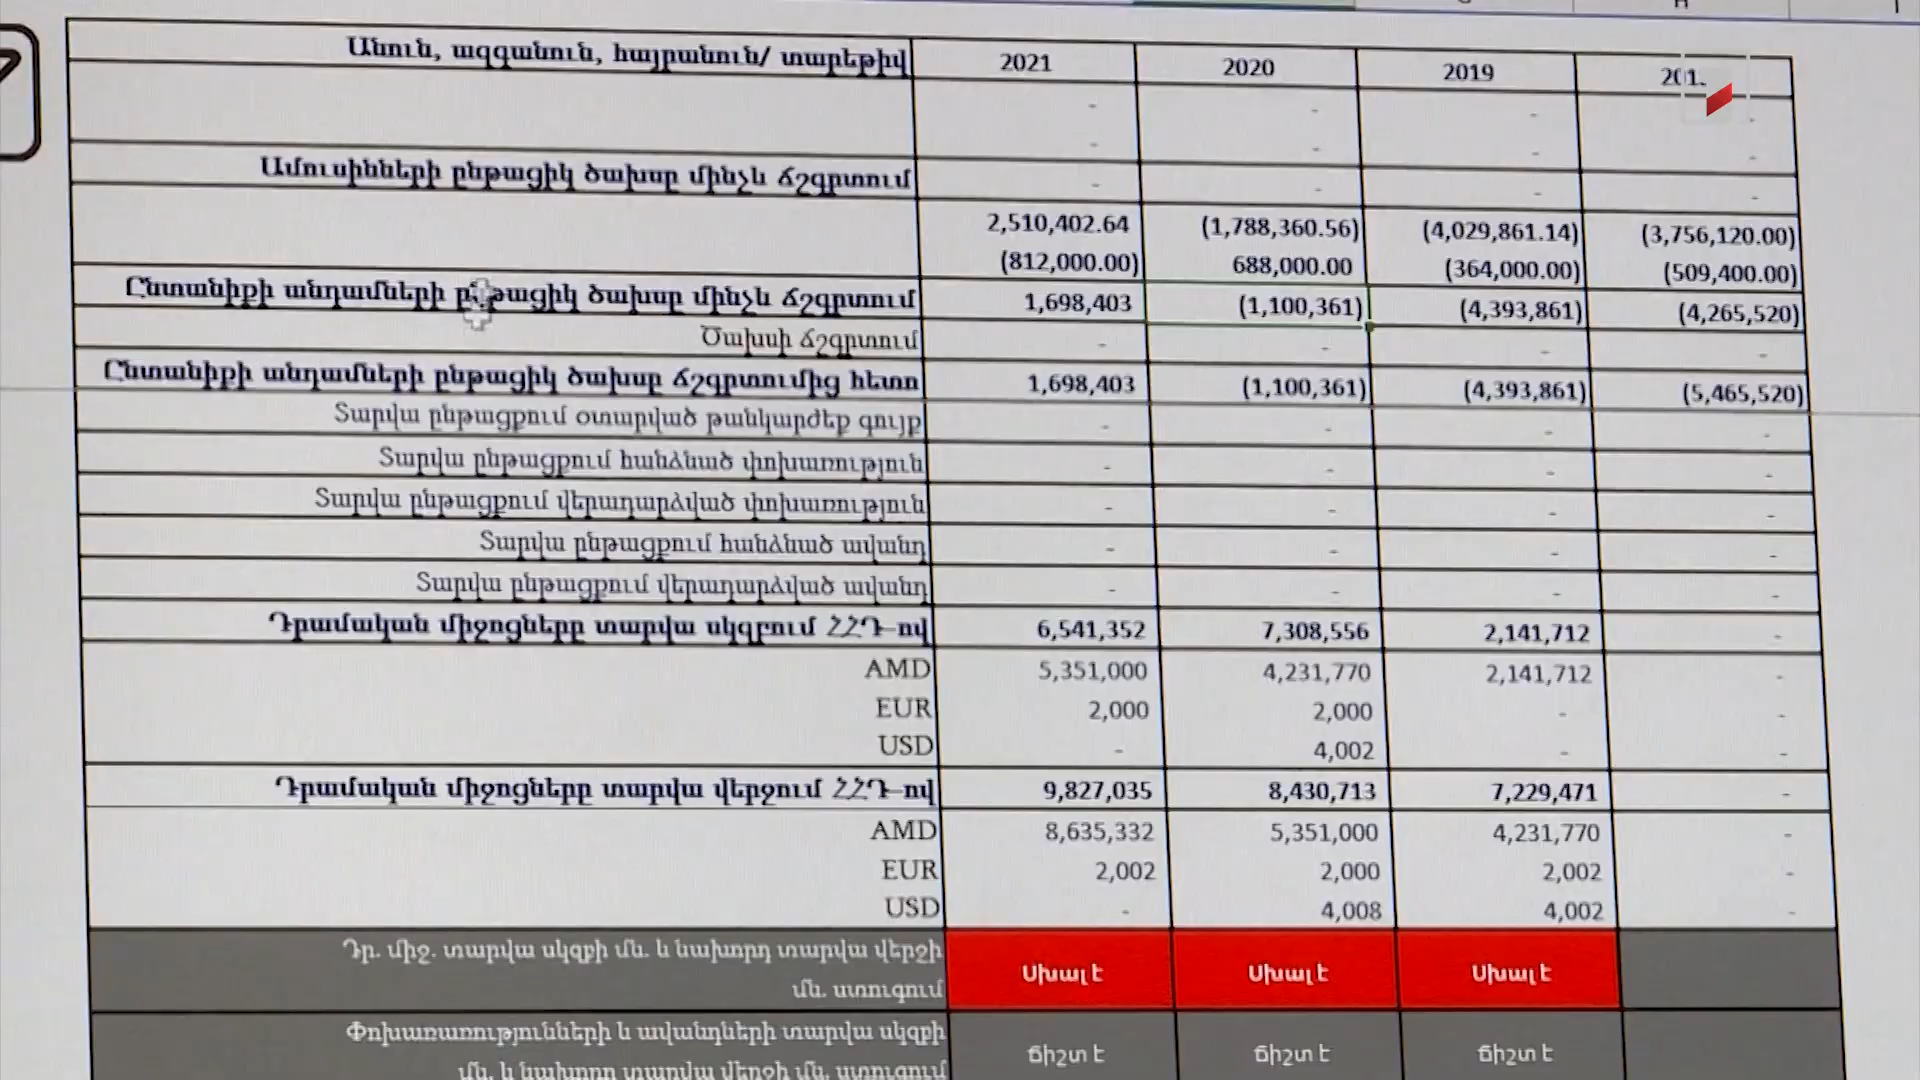 Անուն, ազգանուն, հայրանուն/ տարեթիվ 2021 2020 2019
- - - -
- - - -
Ամուսինների ընթացիկ ծախսը մինչև ճշգրտում - - - -
2,510,402.64 (1,788,360.56) (4,029,861.14) (3,756,120.00)
(812,000.00) 688,000.00 (364,000.00) (509,400.00)
Ընտանիքի անդամների ընթացիկ ծախսը մինչև ճշգրտում 1,698,403 (1,100,361) (4,393,861) (4,265,520)
Ծախսի ճշգրտում - - - -
Ընտանիքի անդամների ընթացիկ ծախսը ճշգրտումից հետո 1,698,403 (1,100,361) (4,393,861) (5,465,520)
Տարվա ընթացքում օտարված թանկարժեք գույք - - - -
Տարվա ընթացքում հանձնած փոխառություն - - - -
Տարվա ընթացքում վերադարձված փոխառություն - - - -
Տարվա ընթացքում հանձնած ավանդ - - - -
Տարվա ընթացքում վերադարձված ավանդ - - - -
Դրամական միջոցները տարվա սկզբում ՀՀԴ-ով 6,541,352 7,308,556 2,141,712 -
AMD 5,351,000 4,231,770 2,141,712 -
EUR 2,000 2,000 - -
USD - 4,002 - -
Դրամական միջոցները տարվա վերջում ՀՀԴ-ով 9,827,035 8,430,713 7,229,471 -
AMD 8,635,332 5,351,000 4,231,770 -
EUR 2,002 2,000 2,002 -
USD - 4,008 4,002 -
Դր. միջ. տարվա սկզբի մն. և նախորդ տարվա վերջի
մն. ստուգում Սխալ է Սխալ է Սխալ է
Փոխառառությունների և ավանդների տարվա սկզբի
մն. և նախորդ տարվա վերջի մն. ստուգում Ճիշտ է Ճիշտ է Ճիշտ է